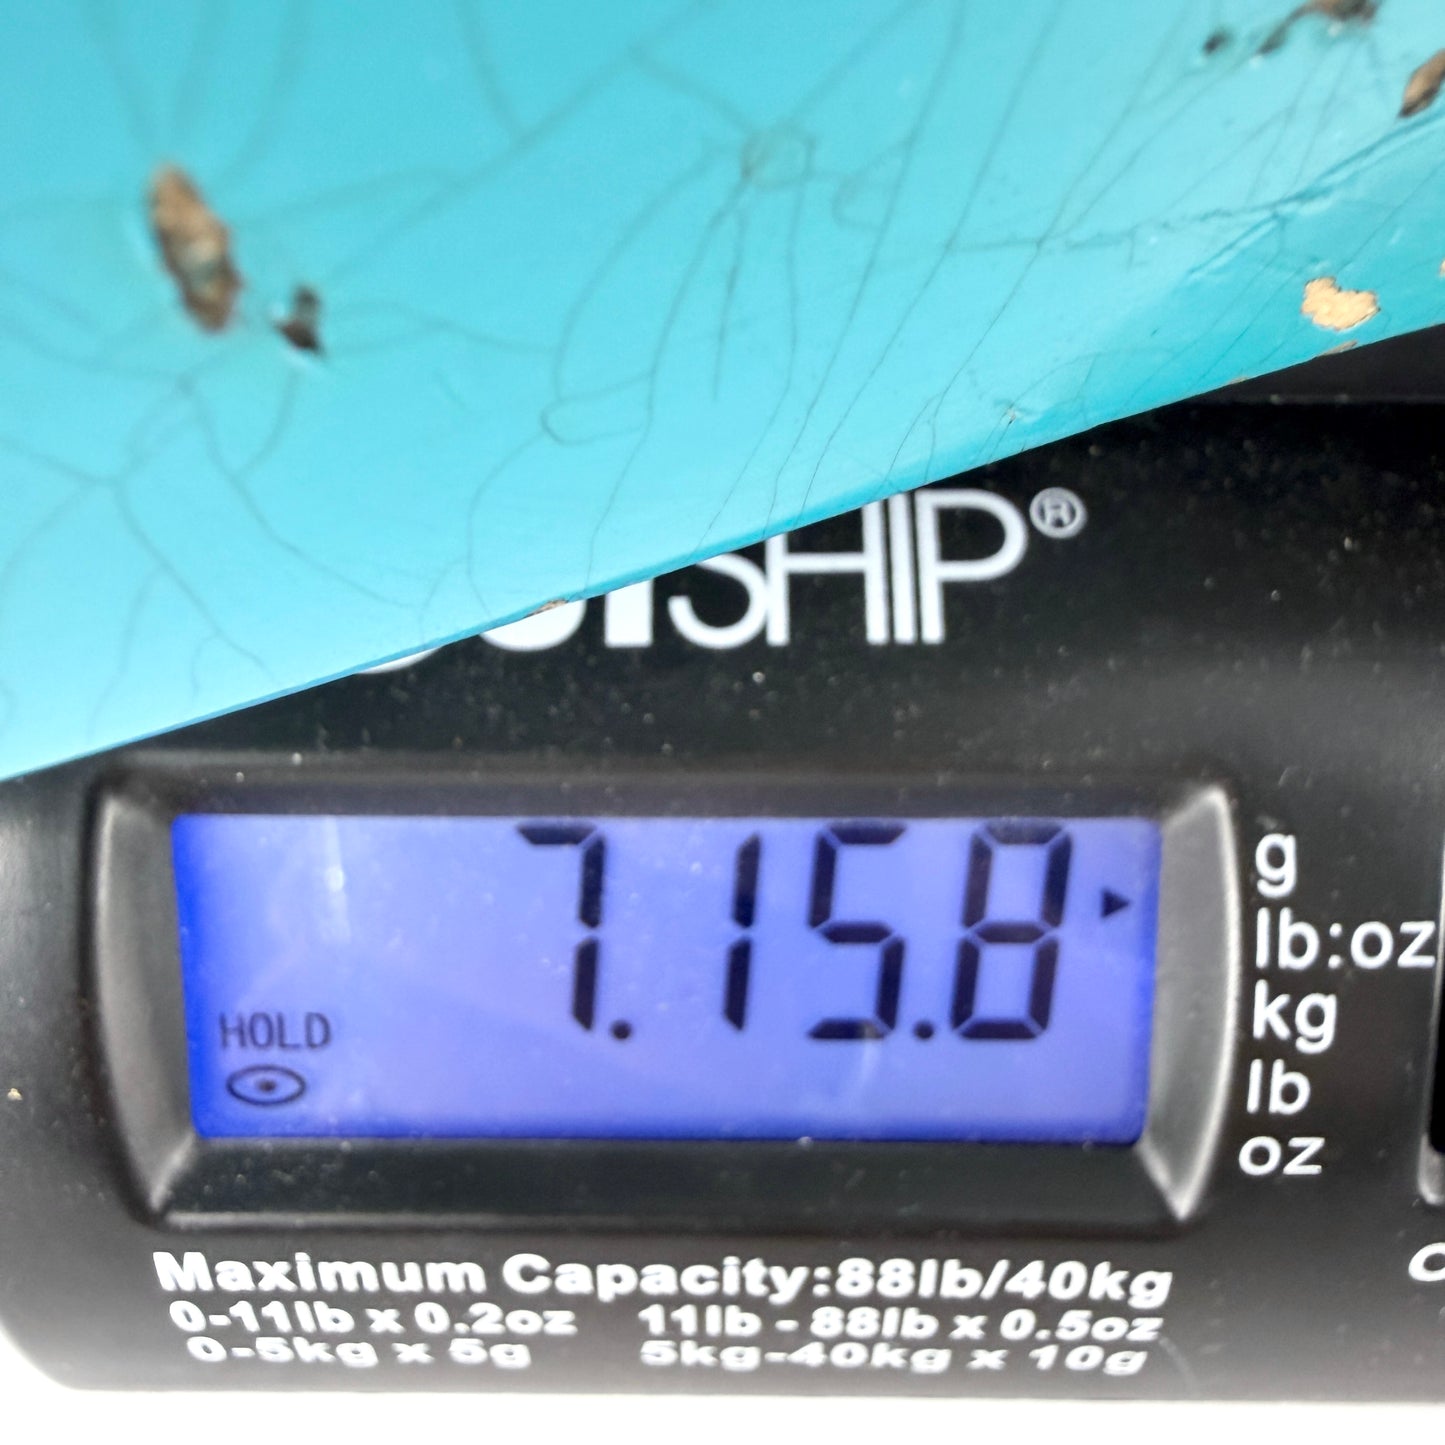 SHIP®
7.15.8
HOLD
g
lb:oz
kg
lb
oz
Maximum Capacity:88lb/40kg
0-11lb x 0.2oz 11lb - 88lb x 0.5oz
0-5kg x 5g 5kg-40kg x 10g